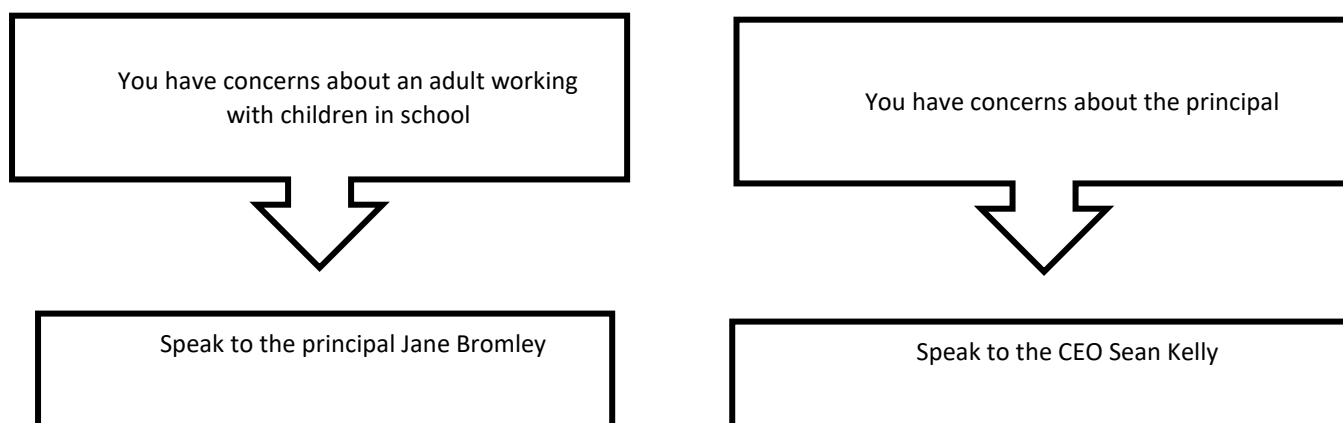 You have concerns about an adult working
with children in school
Speak to the principal Jane Bromley
You have concerns about the principal
Speak to the CEO Sean Kelly